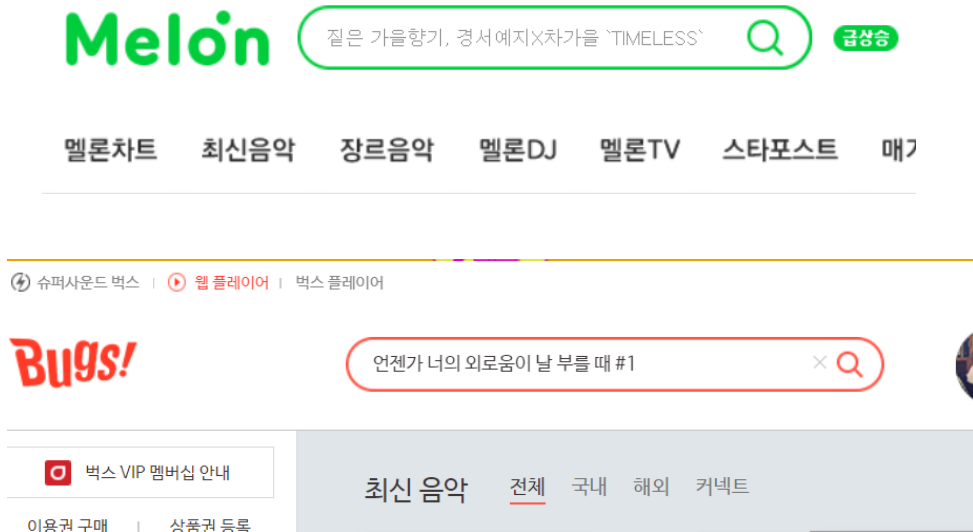 Melon 짙은 가을향기, 경서예지X차가을 `TIMELESS` 급상승
멜론차트 최신음악 장르음악 멜론DJ 멜론TV 스타포스트
슈퍼사운드 벅스 웹 플레이어 벅스 플레이어
Bugs! 언젠가 너의 외로움이 날 부를 때 #1
벅스 VIP 멤버십 안내
최신 음악 전체 국내 해외 커넥트
이용권 구매 상품권 등록